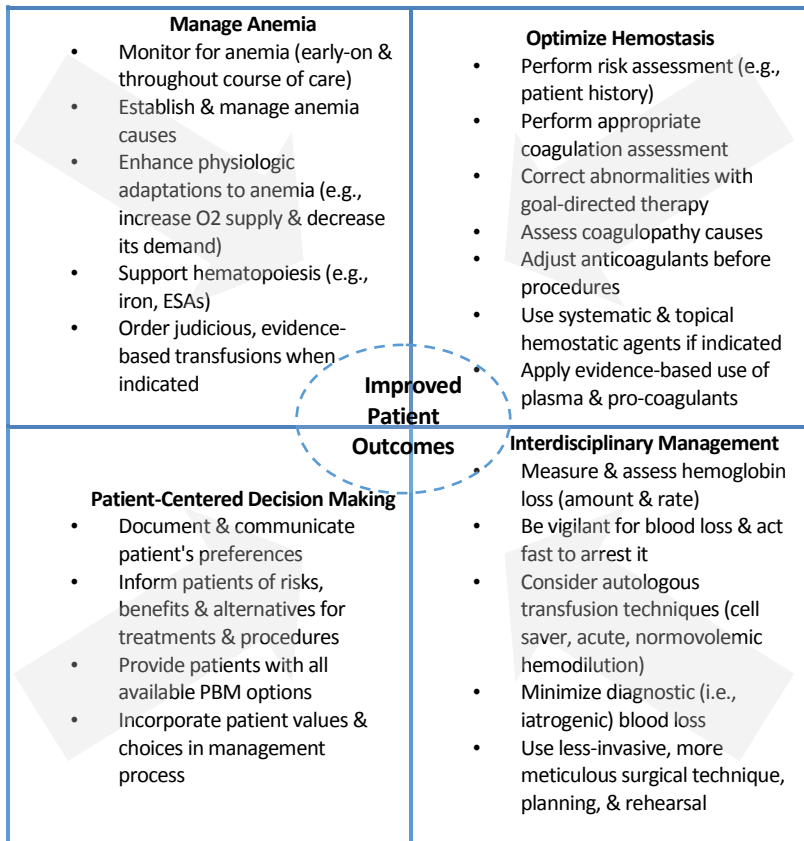 Manage Anemia
• Monitor for anemia (early-on &
throughout course of care)
• Establish & manage anemia
causes
• Enhance physiologic
adaptations to anemia (e.g.,
increase O2 supply & decrease
its demand)
• Support hematopoiesis (e.g.,
iron, ESAs)
• Order judicious, evidence-
based transfusions when
indicated
Optimize Hemostasis
• Perform risk assessment (e.g.,
patient history)
• Perform appropriate
coagulation assessment
• Correct abnormalities with
goal-directed therapy
• Assess coagulopathy causes
• Adjust anticoagulants before
procedures
• Use systematic & topical
hemostatic agents if indicated
• Apply evidence-based use of
plasma & pro-coagulants
Improved
Patient
Outcomes
Patient-Centered Decision Making
• Document & communicate
patient's preferences
• Inform patients of risks,
benefits & alternatives for
treatments & procedures
• Provide patients with all
available PBM options
• Incorporate patient values &
choices in management
process
Interdisciplinary Management
• Measure & assess hemoglobin
loss (amount & rate)
• Be vigilant for blood loss & act
fast to arrest it
• Consider autologous
transfusion techniques (cell
saver, acute, normovolemic
hemodilution)
• Minimize diagnostic (i.e.,
iatrogenic) blood loss
• Use less-invasive, more
meticulous surgical technique,
planning, & rehearsal